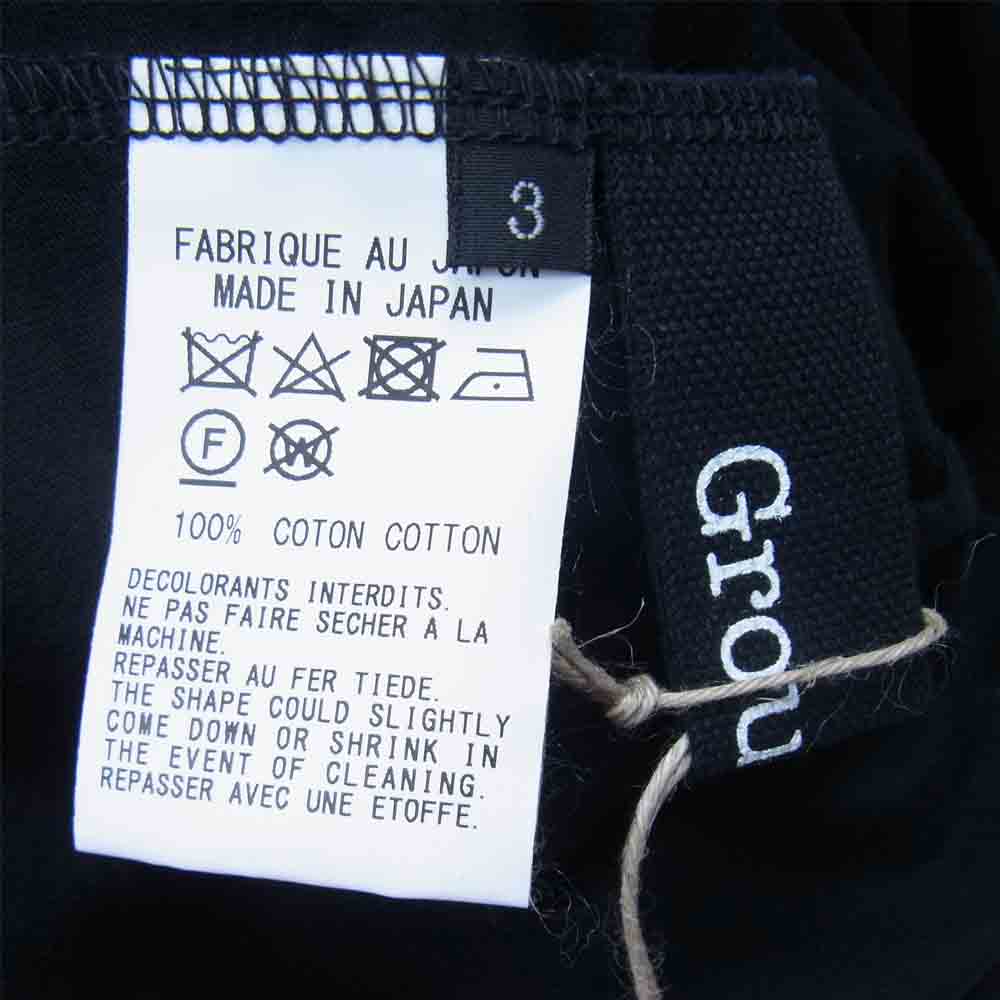 3
FABRIQUE AU JAPON
MADE IN JAPAN
F
W
100% COTON COTTON
DECOLORANTS INTERDITS.
NE PAS FAIRE SECHER A LA
MACHINE.
REPASSER AU FER TIEDE.
THE SHAPE COULD SLIGHTLY
COME DOWN OR SHRINK IN
THE EVENT OF CLEANING.
REPASSER AVEC UNE ETOFFE.
Grou